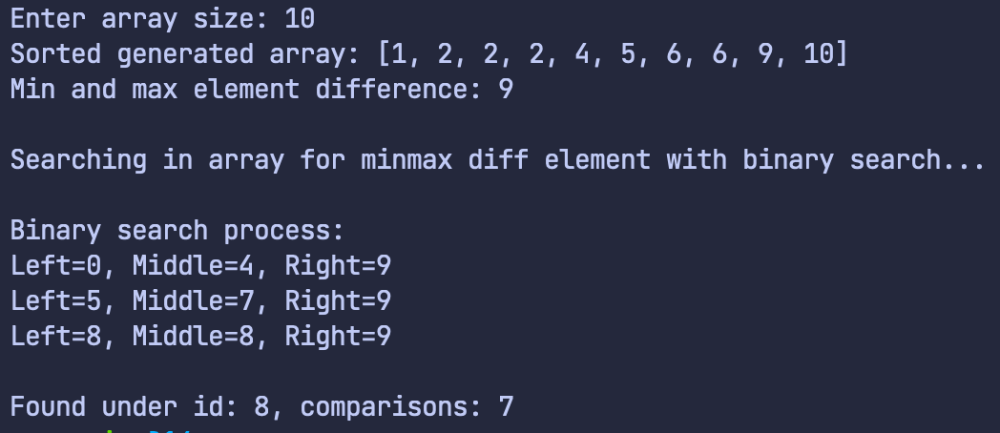 Enter array size: 10
Sorted generated array: [1, 2, 2, 2, 4, 5, 6, 6, 9, 10]
Min and max element difference: 9
Searching in array for minmax diff element with binary search...
Binary search process:
Left=0, Middle=4, Right=9
Left=5, Middle=7, Right=9
Left=8, Middle=8, Right=9
Found under id: 8, comparisons: 7